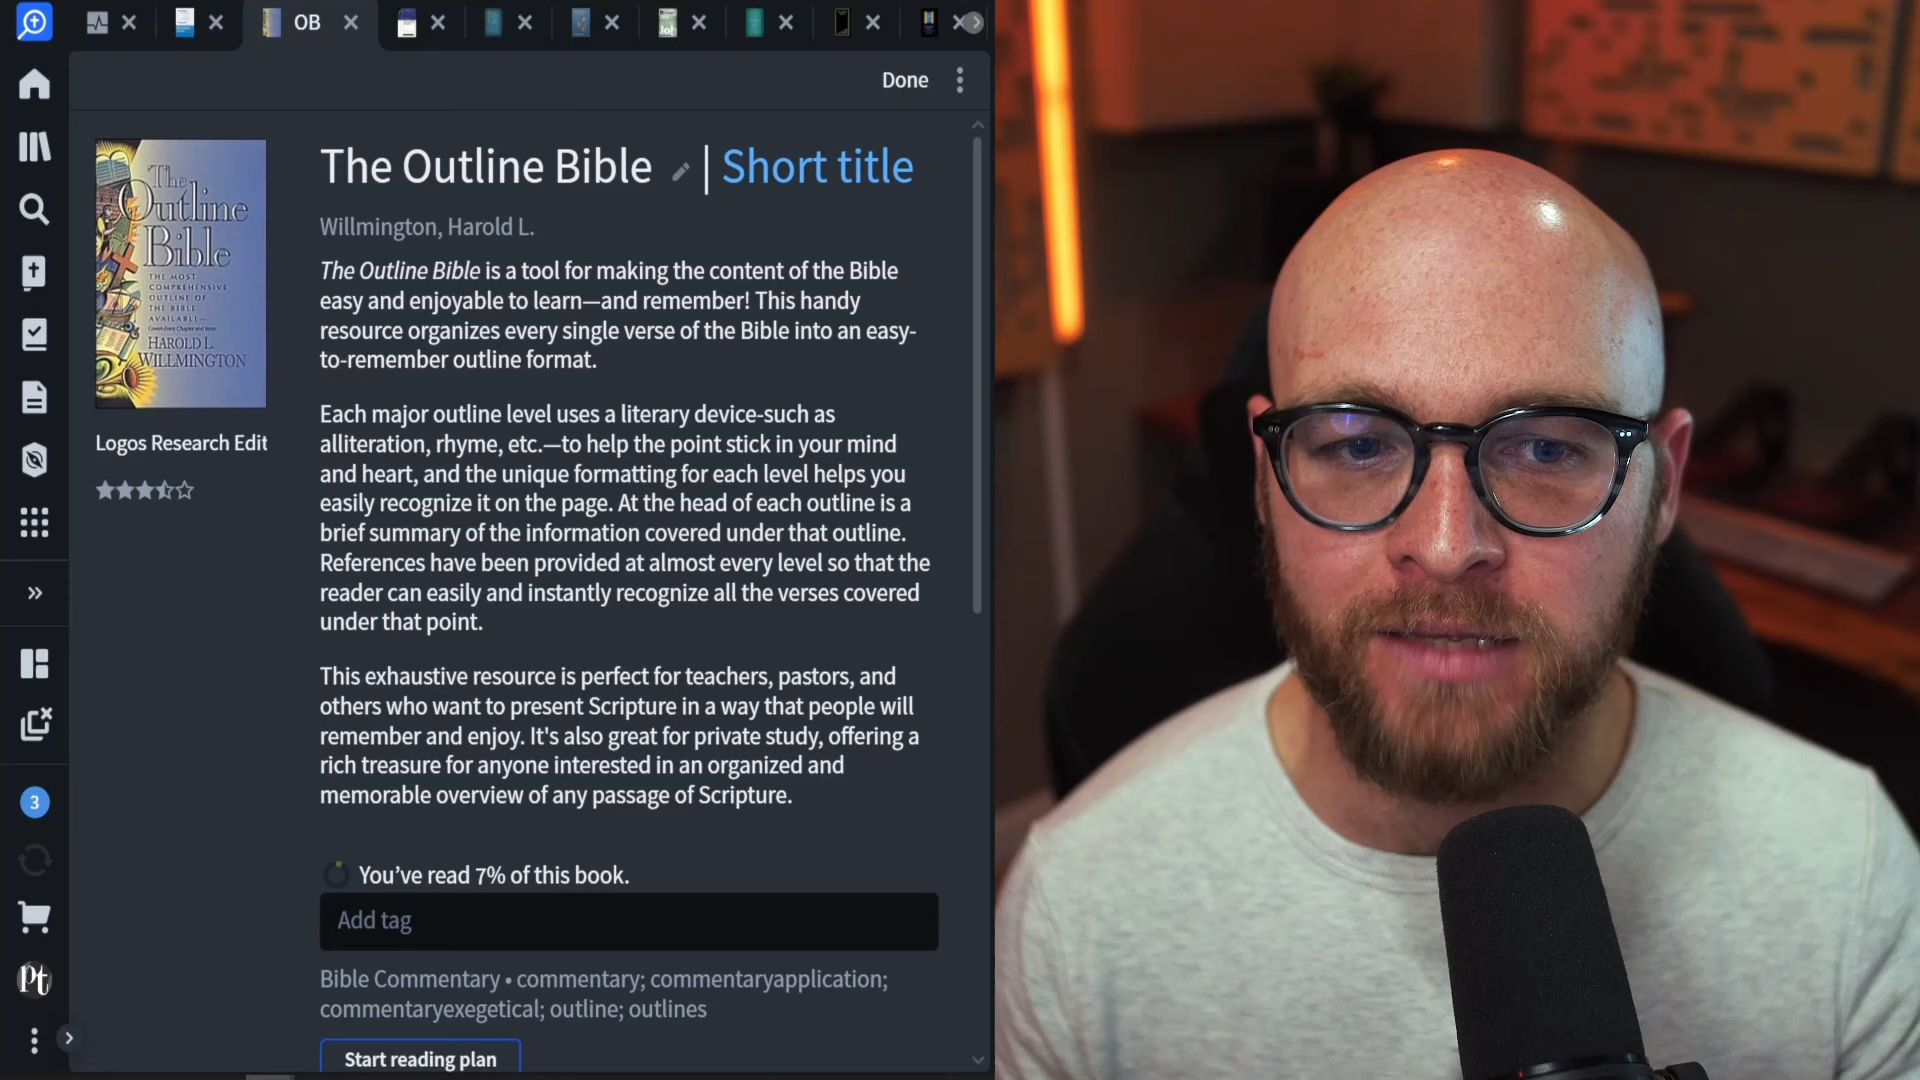 OB
Done
The Outline Bible | Short title
Willmington, Harold L.
The Outline Bible is a tool for making the content of the Bible
easy and enjoyable to learn—and remember! This handy
resource organizes every single verse of the Bible into an easy-
to-remember outline format.
Each major outline level uses a literary device-such as
alliteration, rhyme, etc.—to help the point stick in your mind
and heart, and the unique formatting for each level helps you
easily recognize it on the page. At the head of each outline is a
brief summary of the information covered under that outline.
References have been provided at almost every level so that the
reader can easily and instantly recognize all the verses covered
under that point.
This exhaustive resource is perfect for teachers, pastors, and
others who want to present Scripture in a way that people will
remember and enjoy. It's also great for private study, offering a
rich treasure for anyone interested in an organized and
memorable overview of any passage of Scripture.
You've read 7% of this book.
Add tag
Bible Commentary • commentary; commentaryapplication;
commentaryexegetical; outline; outlines
Start reading plan
The
Outline
Bible
THE MOST
COMPREHENSIVE
OUTLINE OF
THE BIBLE
AVAILABLE—
HAROLD L.
WILLMINGTON
Logos Research Edit
3
pt